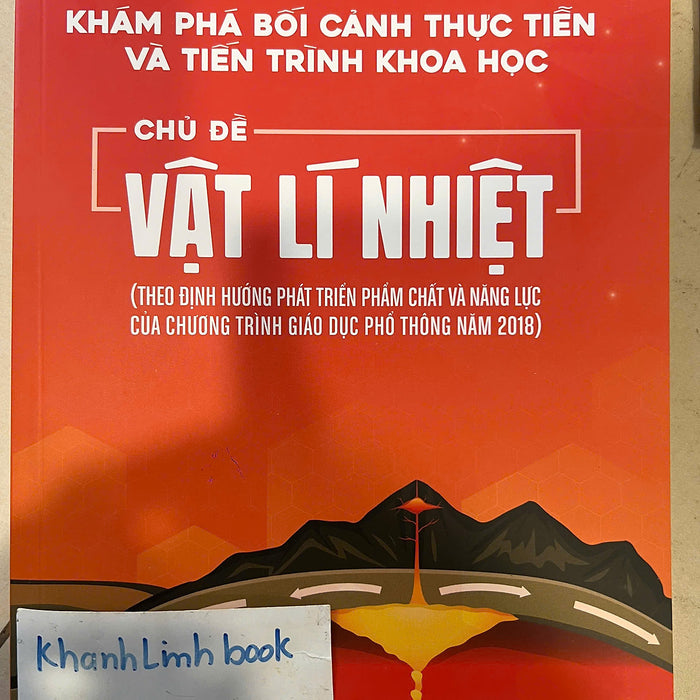 KHÁM PHÁ BỐI CẢNH THỰC TIỄN
VÀ TIẾN TRÌNH KHOA HỌC
CHỦ ĐỀ
VẬT LÍ NHIỆT
(THEO ĐỊNH HƯỚNG PHÁT TRIỂN PHẨM CHẤT VÀ NĂNG LỰC
CỦA CHƯƠNG TRÌNH GIÁO DỤC PHỔ THÔNG NĂM 2018)
KhanhLinh book